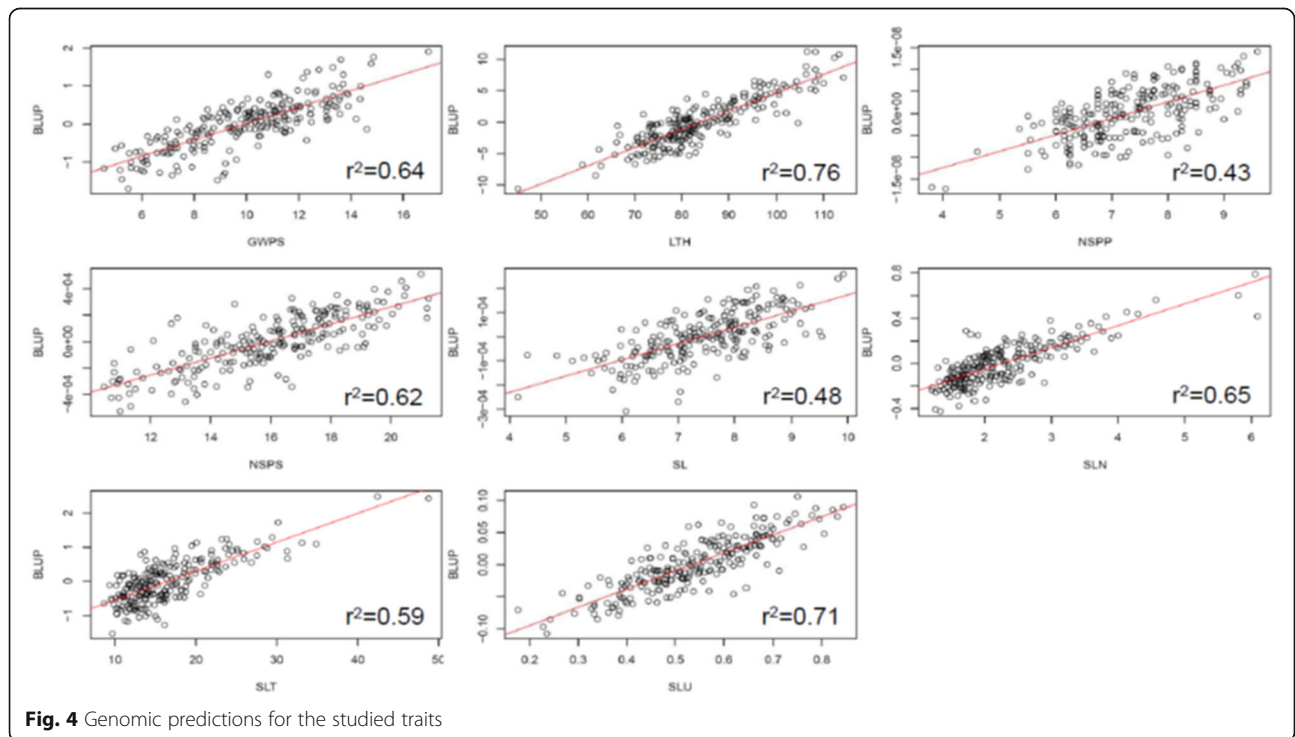 BLUP
2
1
0
-1
6 8 10 12 14 16
GWPS
r²=0.64
BLUP
10
5
0
-5
-10
50 60 70 80 90 100 110
LTH
r²=0.76
BLUP
1.5e-08
0.0e+00
-1.5e-08
4 5 6 7 8 9
NSPP
r²=0.43
BLUP
4e-04
0e+00
-4e-04
12 14 16 18 20
NSPS
r²=0.62
BLUP
1e-04
-1e-04
-3e-04
4 5 6 7 8 9 10
SL
r²=0.48
BLUP
0.8
0.4
0.0
-0.4
1 2 3 4 5 6
SLN
r²=0.65
BLUP
2
1
0
-1
10 20 30 40 50
SLT
r²=0.59
BLUP
0.10
0.05
0.00
-0.10
0.2 0.3 0.4 0.5 0.6 0.7 0.8
SLU
r²=0.71
Fig. 4 Genomic predictions for the studied traits